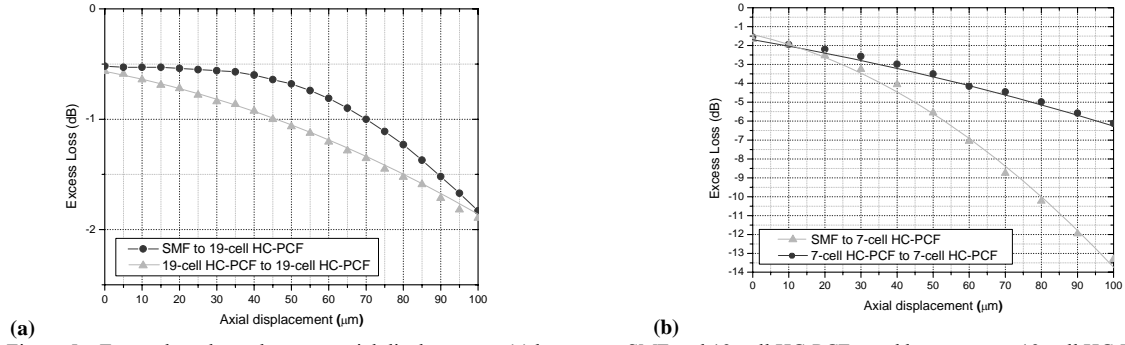 0
-1
-2
Excess Loss (dB)
SMF to 19-cell HC-PCF
19-cell HC-PCF to 19-cell HC-PCF
0 10 20 30 40 50 60 70 80 90 100
Axial displacement (μm)
(a)
0
-1
-2
-3
-4
-5
-6
-7
-8
-9
-10
-11
-12
-13
-14
Excess Loss (dB)
SMF to 7-cell HC-PCF
7-cell HC-PCF to 7-cell HC-PCF
0 10 20 30 40 50 60 70 80 90 100
Axial displacement (μm)
(b)